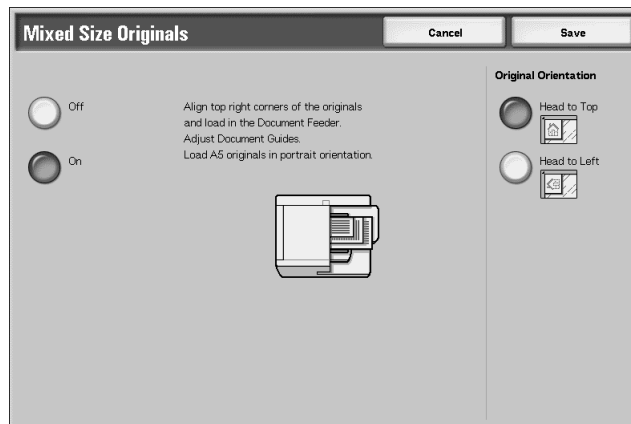 Mixed Size Originals
Cancel
Save
Off
On
Align top right corners of the originals
and load in the Document Feeder.
Adjust Document Guides.
Load A5 originals in portrait orientation.
Original Orientation
Head to Top
Head to Left